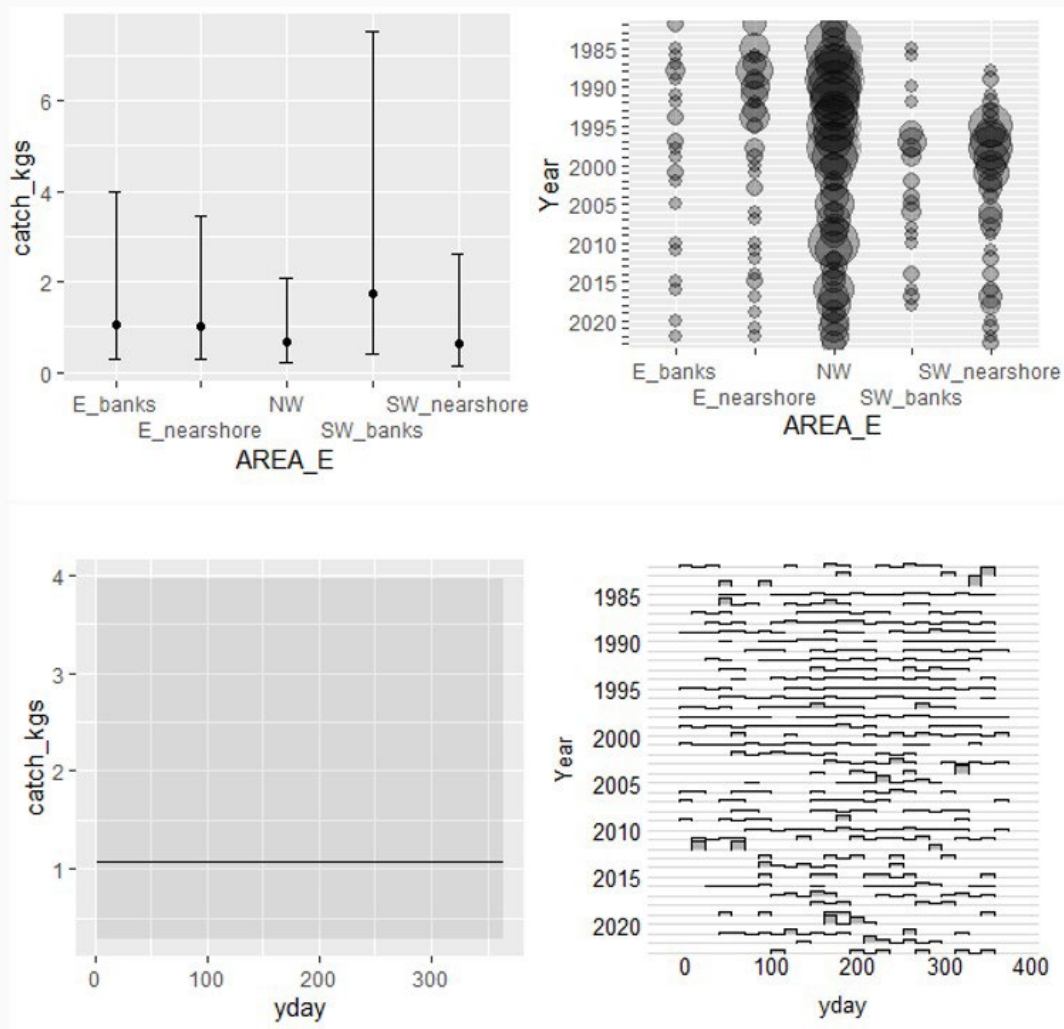 catch_kgs
6
4
2
0
E_banks
NW
SW_nearshore
E_nearshore
SW_banks
AREA_E
Year
1985
1990
1995
2000
2005
2010
2015
2020
E_banks
NW
SW_nearshore
E_nearshore
SW_banks
AREA_E
catch_kgs
4
3
2
1
0
100
200
300
yday
Year
1985
1990
1995
2000
2005
2010
2015
2020
0
100
200
300
400
yday